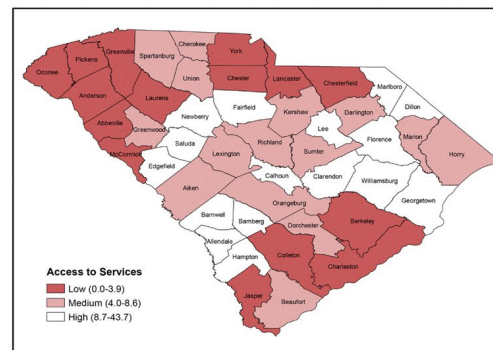 Cherokee
York
Greenville
Spartanburg
Pickens
Oconee
Union
Chester
Lancaster
Chesterfield
Marlboro
Anderson
Laurens
Dillon
Fairfield
Kershaw
Darlington
Abbeville
Newberry
Lee
Florence
Marion
Greenwood
Horry
Saluda
Richland
Sumter
McCormick
Lexington
Edgefield
Calhoun
Clarendon
Williamsburg
Aiken
Georgetown
Orangeburg
Barnwell
Bamberg
Berkeley
Dorchester
Allendale
Hampton
Colleton
Charleston
Jasper
Beaufort
Access to Services
Low (0.0-3.9)
Medium (4.0-8.6)
High (8.7-43.7)